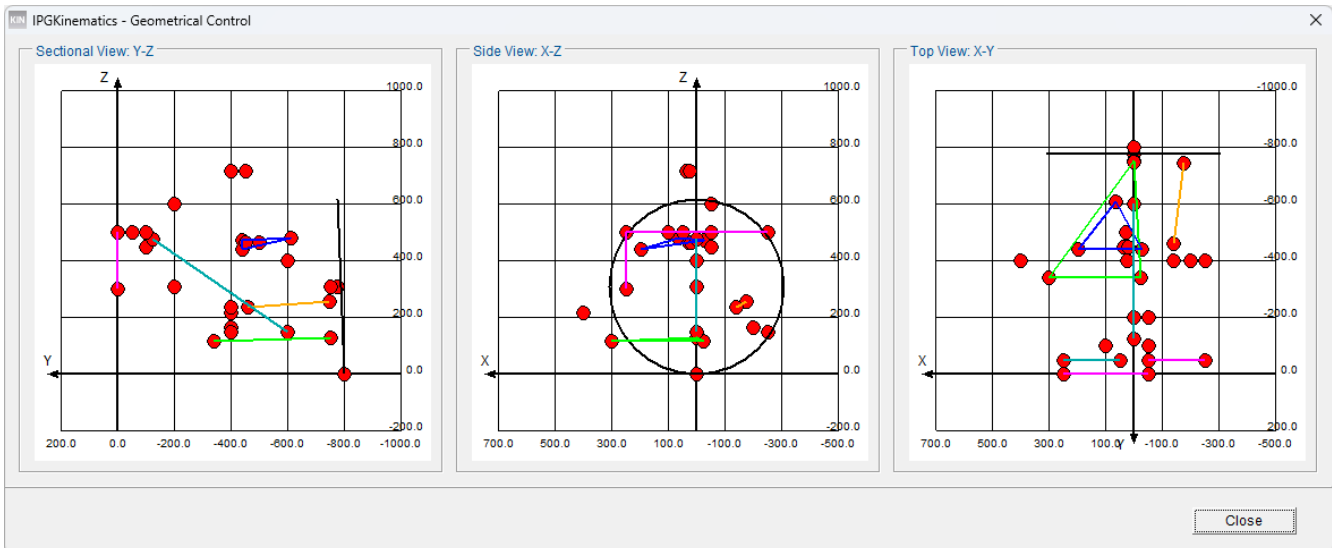 KIN IPGKinematics - Geometrical Control
Sectional View: Y-Z
Z
1000.0
800.0
600.0
400.0
200.0
0.0
-200.0
Y
200.0 0.0 -200.0 -400.0 -600.0 -800.0 -1000.0
Side View: X-Z
Z
1000.0
800.0
600.0
400.0
200.0
0.0
-200.0
X
700.0 500.0 300.0 100.0 -100.0 -300.0 -500.0
Top View: X-Y
-1000.0
-800.0
-600.0
-400.0
-200.0
0.0
200.0
X
Y
700.0 500.0 300.0 100.0 -100.0 -300.0 -500.0
Close